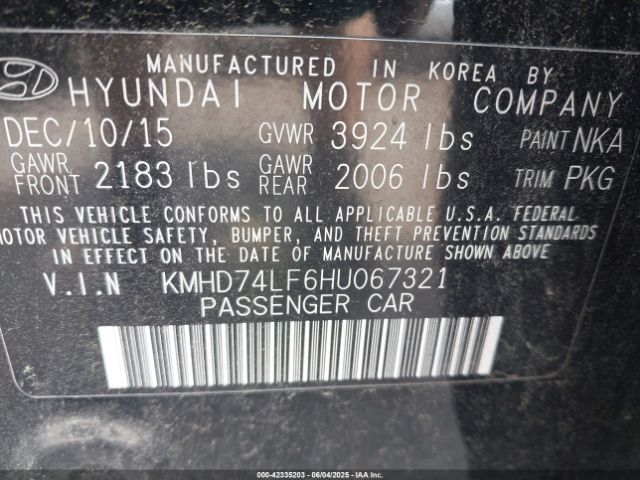 MANUFACTURED IN KOREA BY
HYUNDAI MOTOR COMPANY
DEC/10/15 GVWR 3924 lbs PAINT NKA
GAWR FRONT 2183 lbs GAWR REAR 2006 lbs TRIM PKG
THIS VEHICLE CONFORMS TO ALL APPLICABLE U.S.A. FEDERAL
MOTOR VEHICLE SAFETY, BUMPER, AND THEFT PREVENTION STANDARDS
IN EFFECT ON THE DATE OF MANUFACTURE SHOWN ABOVE
V.I.N KMHD74LF6HU067321
PASSENGER CAR
000-42335203 - 06/04/2025 - IAAI.com